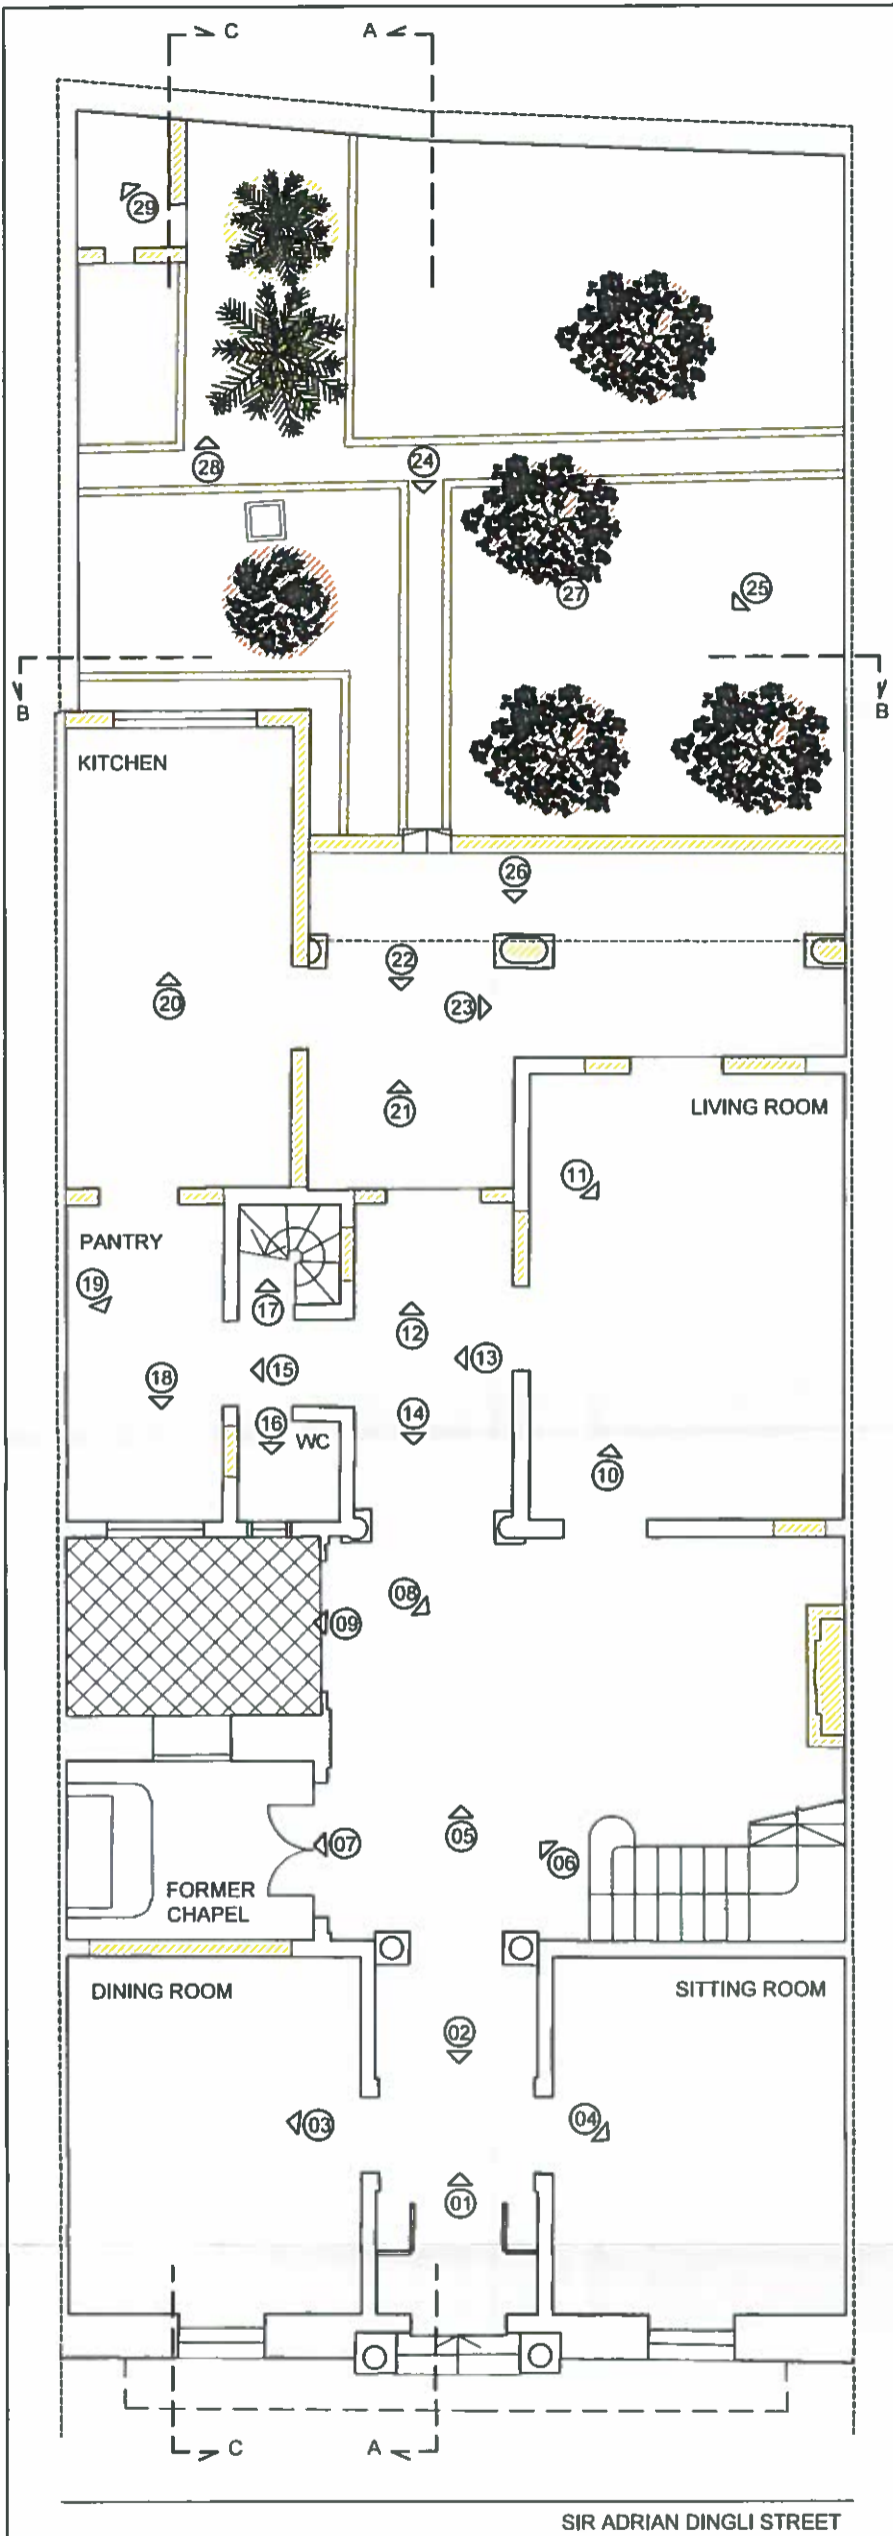 C A
29
28
24
27
25
B B
KITCHEN
26
22
20
23
21
LIVING ROOM
11
PANTRY
19
17
12
15
13
18
16
14
WC
10
08
09
05
07
06
FORMER
CHAPEL
DINING ROOM
SITTING ROOM
02
03
04
01
C A
SIR ADRIAN DINGLI STREET